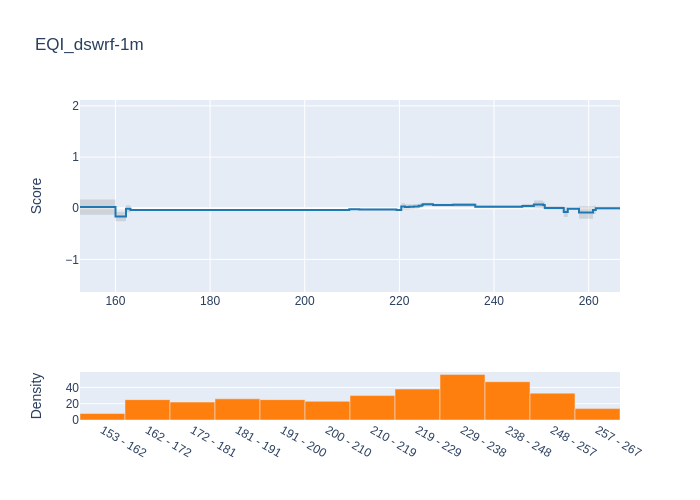 EQI_dswrf-1m
Score
2
1
0
−1
160 180 200 220 240 260
Density
40
20
0
153 - 162
162 - 172
172 - 181
181 - 191
191 - 200
200 - 210
210 - 219
219 - 229
229 - 238
238 - 248
248 - 257
257 - 267